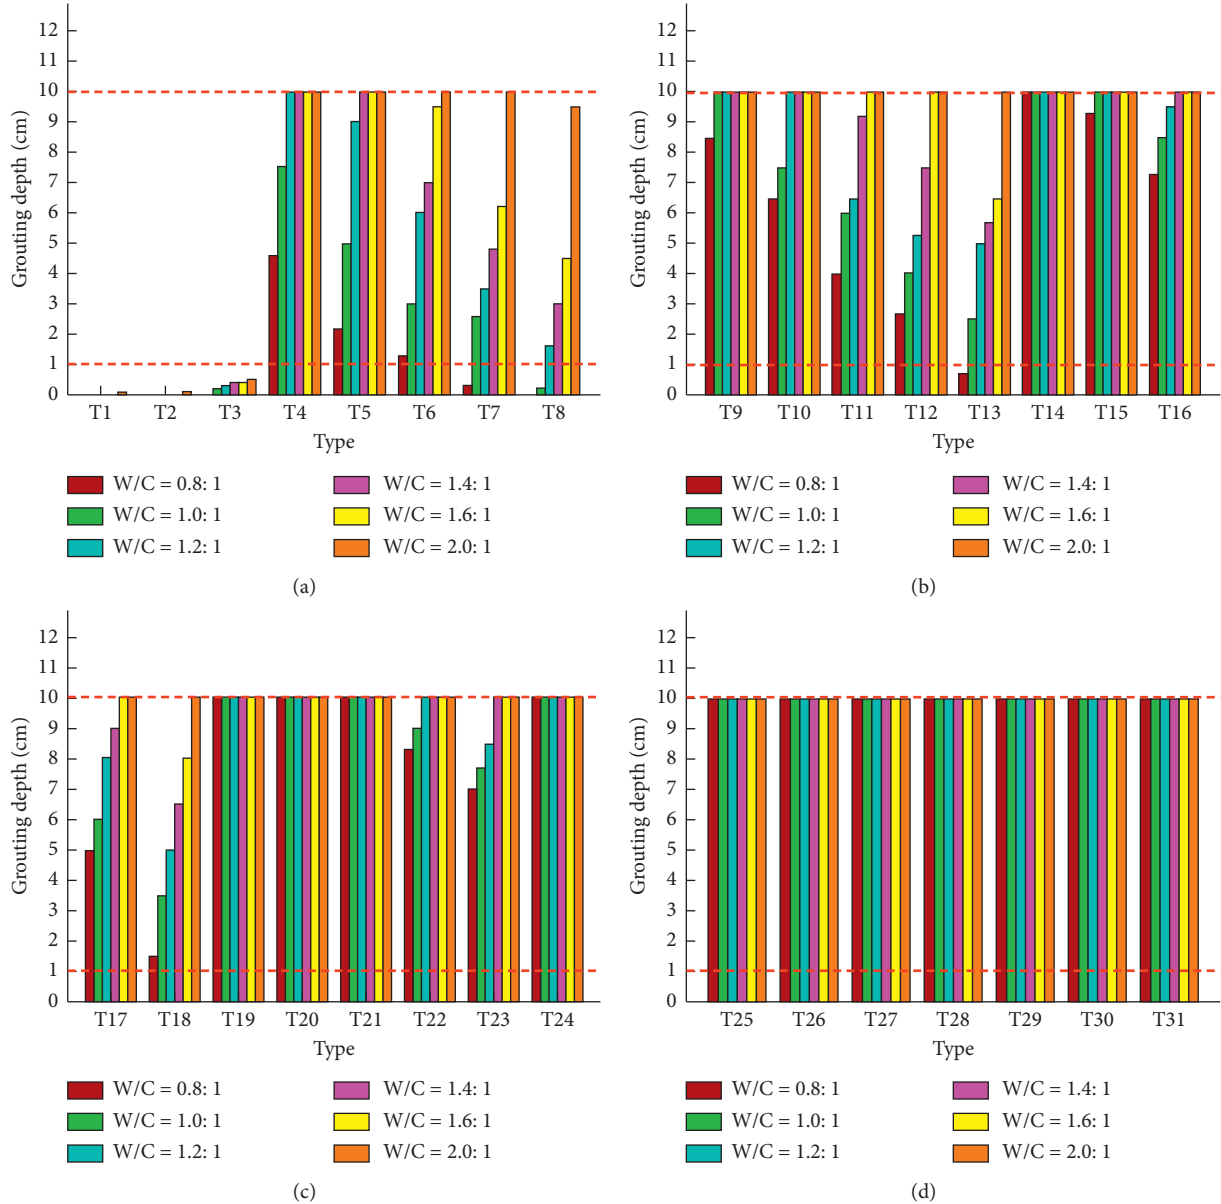 12
11
10
9
8
7
6
5
4
3
2
1
0
Grouting depth (cm)
T1 T2 T3 T4 T5 T6 T7 T8
Type
W/C = 0.8: 1 W/C = 1.4: 1
W/C = 1.0: 1 W/C = 1.6: 1
W/C = 1.2: 1 W/C = 2.0: 1
(a)
12
11
10
9
8
7
6
5
4
3
2
1
0
Grouting depth (cm)
T9 T10 T11 T12 T13 T14 T15 T16
Type
W/C = 0.8: 1 W/C = 1.4: 1
W/C = 1.0: 1 W/C = 1.6: 1
W/C = 1.2: 1 W/C = 2.0: 1
(b)
12
11
10
9
8
7
6
5
4
3
2
1
0
Grouting depth (cm)
T17 T18 T19 T20 T21 T22 T23 T24
Type
W/C = 0.8: 1 W/C = 1.4: 1
W/C = 1.0: 1 W/C = 1.6: 1
W/C = 1.2: 1 W/C = 2.0: 1
(c)
12
11
10
9
8
7
6
5
4
3
2
1
0
Grouting depth (cm)
T25 T26 T27 T28 T29 T30 T31
Type
W/C = 0.8: 1 W/C = 1.4: 1
W/C = 1.0: 1 W/C = 1.6: 1
W/C = 1.2: 1 W/C = 2.0: 1
(d)